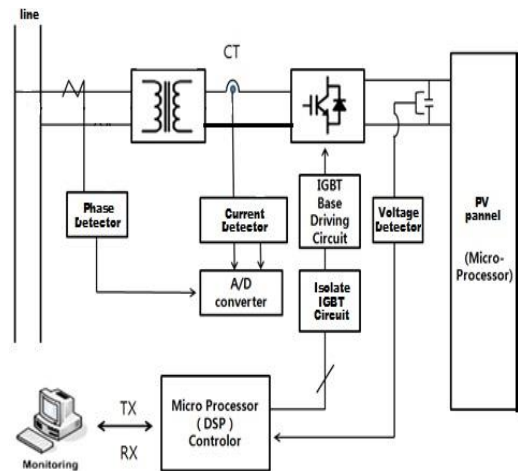 line
CT
Phase
Detector
Current
Detector
A/D
converter
IGBT
Base
Driving
Circuit
Isolate
IGBT
Circuit
Voltage
Detector
PV
pannel
(Micro-
Processor)
Micro Processor
( DSP )
Controlor
TX
RX
Monitoring